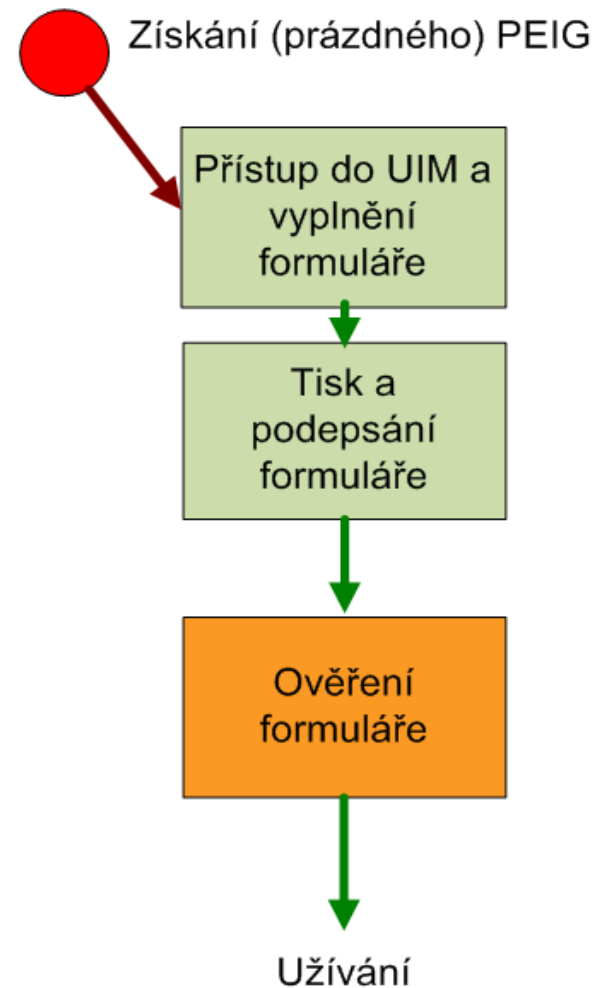 Získání (prázdného) PEIG
Přístup do UIM a
vyplnění
formuláře
Tisk a
podepsání
formuláře
Ověření
formuláře
Užívání